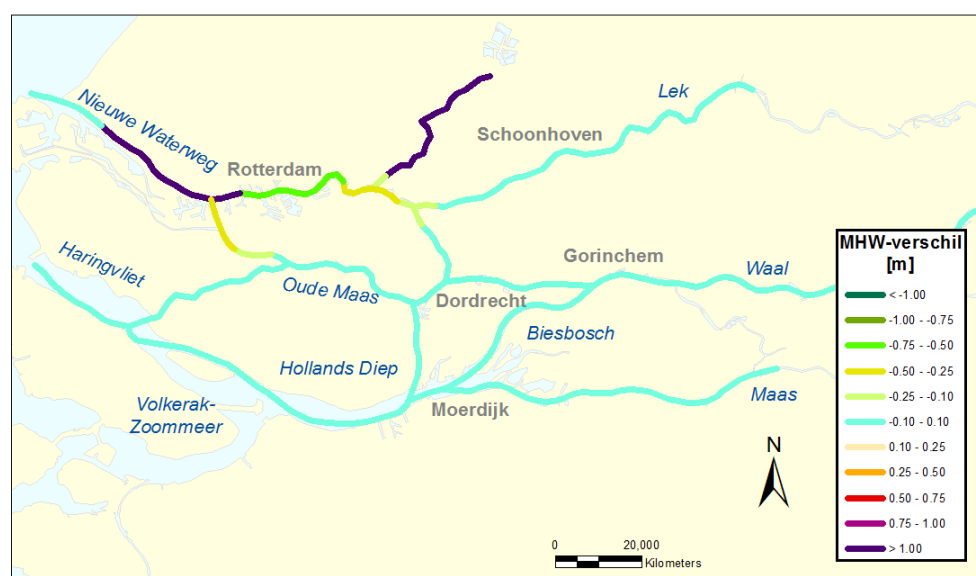 Nieuwe Waterweg
Rotterdam
Schoonhoven
Lek
Haringvliet
Oude Maas
Dordrecht
Gorinchem
Waal
Biesbosch
Hollands Diep
Moerdijk
Maas
Volkerak-
Zoommeer
MHW-verschil
[m]
< -1.00
-1.00 - -0.75
-0.75 - -0.50
-0.50 - -0.25
-0.25 - -0.10
-0.10 - 0.10
0.10 - 0.25
0.25 - 0.50
0.50 - 0.75
0.75 - 1.00
> 1.00
N
0 20,000
Kilometers